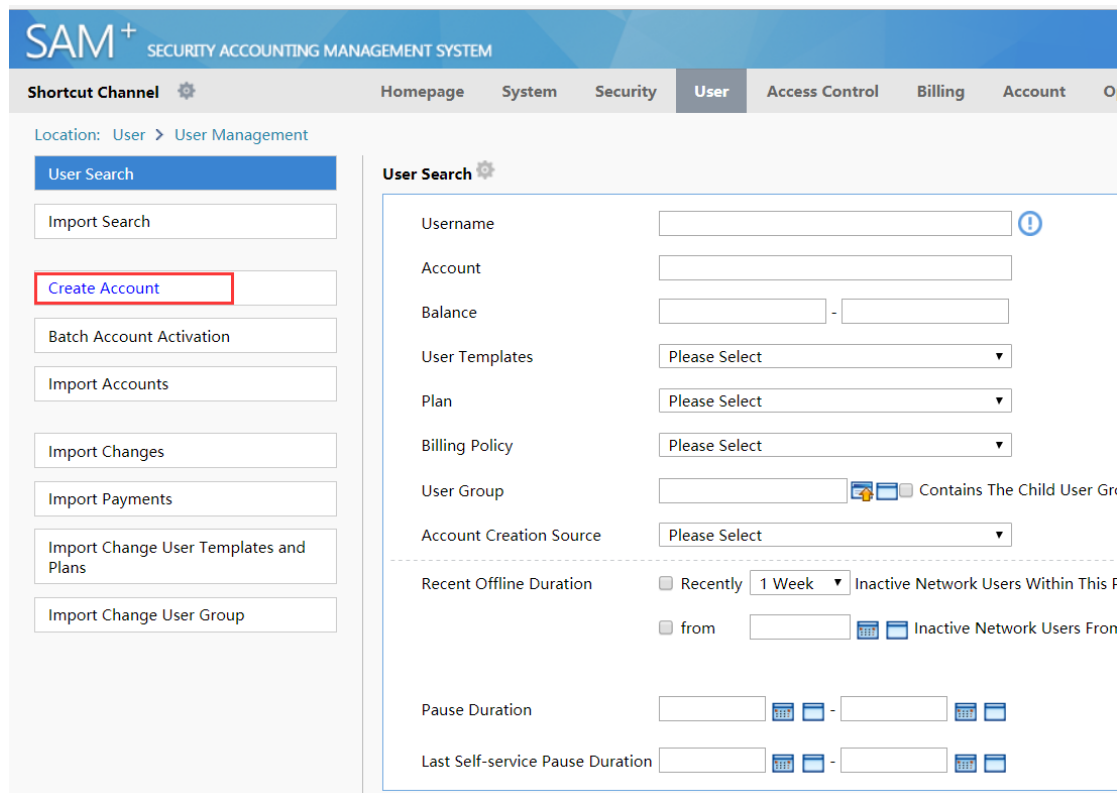 SAM+ SECURITY ACCOUNTING MANAGEMENT SYSTEM
Shortcut Channel Homepage System Security User Access Control Billing Account
Location: User > User Management
User Search
Import Search
Create Account
Batch Account Activation
Import Accounts
Import Changes
Import Payments
Import Change User Templates and
Plans
Import Change User Group
User Search
Username
Account
Balance -
User Templates Please Select
Plan Please Select
Billing Policy Please Select
User Group Contains The Child User
Account Creation Source Please Select
Recent Offline Duration Recently 1 Week Inactive Network Users Within This
from Inactive Network Users From
Pause Duration -
Last Self-service Pause Duration -